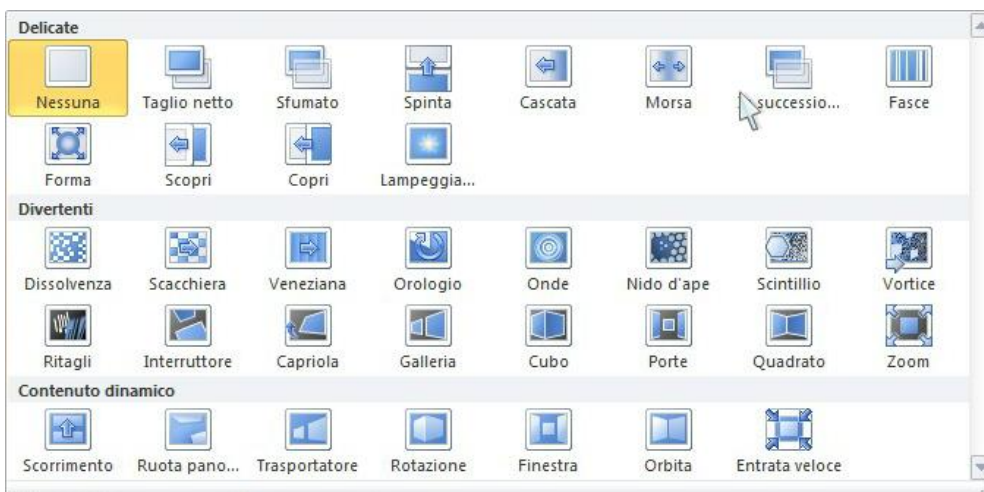 Delicate
Nessuna Taglio netto Sfumato Spinta Cascata Morsa successio... Fasce
Forma Scopri Copri Lampeggia...
Divertenti
Dissolvenza Scacchiera Veneziana Orologio Onde Nido d'ape Scintillio Vortice
Ritagli Interruttore Capriola Galleria Cubo Porte Quadrato Zoom
Contenuto dinamico
Scorrimento Ruota pano... Trasportatore Rotazione Finestra Orbita Entrata veloce